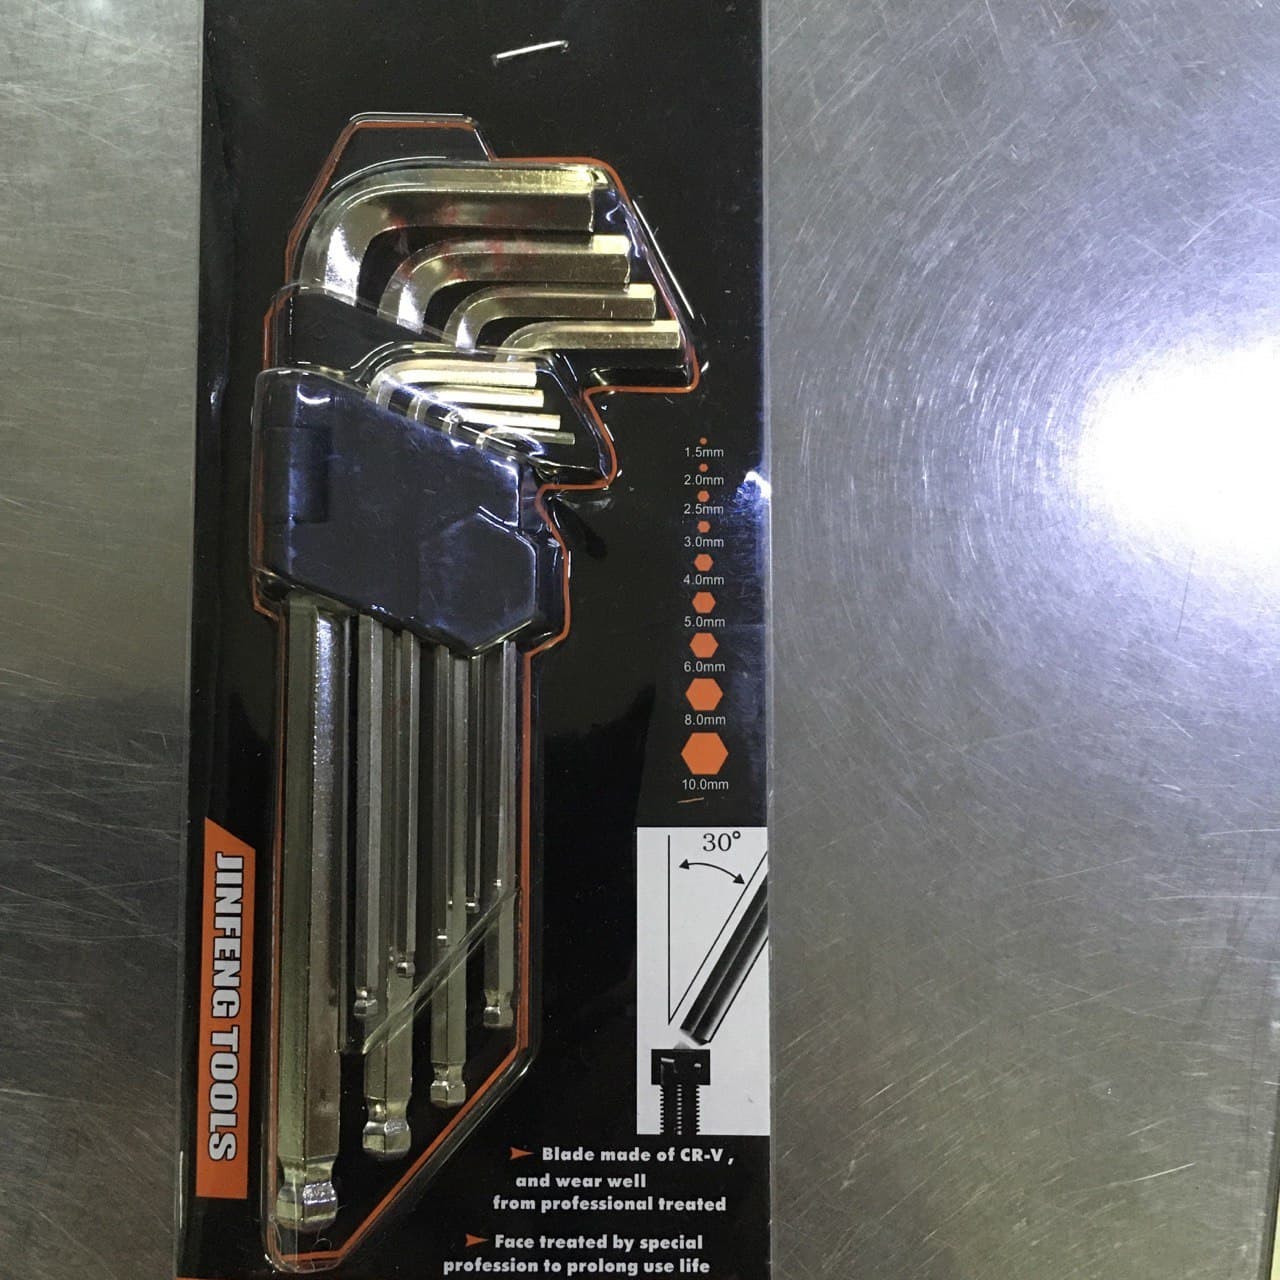 1.5mm
2.0mm
2.5mm
3.0mm
4.0mm
5.0mm
6.0mm
8.0mm
10.0mm
30°
JINFENG TOOLS
Blade made of CR-V ,
and wear well
from professional treated
Face treated by special
profession to prolong use life